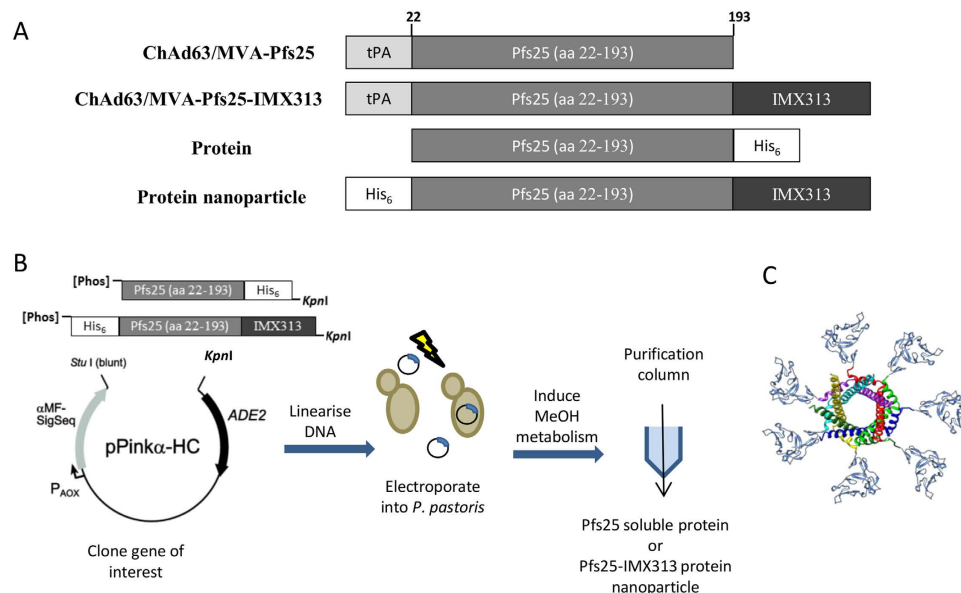 A
22 193
ChAd63/MVA-Pfs25
tPA Pfs25 (aa 22-193)
ChAd63/MVA-Pfs25-IMX313
tPA Pfs25 (aa 22-193) IMX313
Protein
Pfs25 (aa 22-193) His6
Protein nanoparticle
His6 Pfs25 (aa 22-193) IMX313
B
[Phos] Pfs25 (aa 22-193) His6 KpnI
[Phos] His6 Pfs25 (aa 22-193) IMX313 KpnI
Stu I (blunt)
KpnI
αMF-
SigSeq
ADE2
pPinkα-HC
PAOX
Clone gene of
interest
Linearise
DNA
Electroporate
into P. pastoris
Induce
MeOH
metabolism
Purification
column
Pfs25 soluble protein
or
Pfs25-IMX313 protein
nanoparticle
C